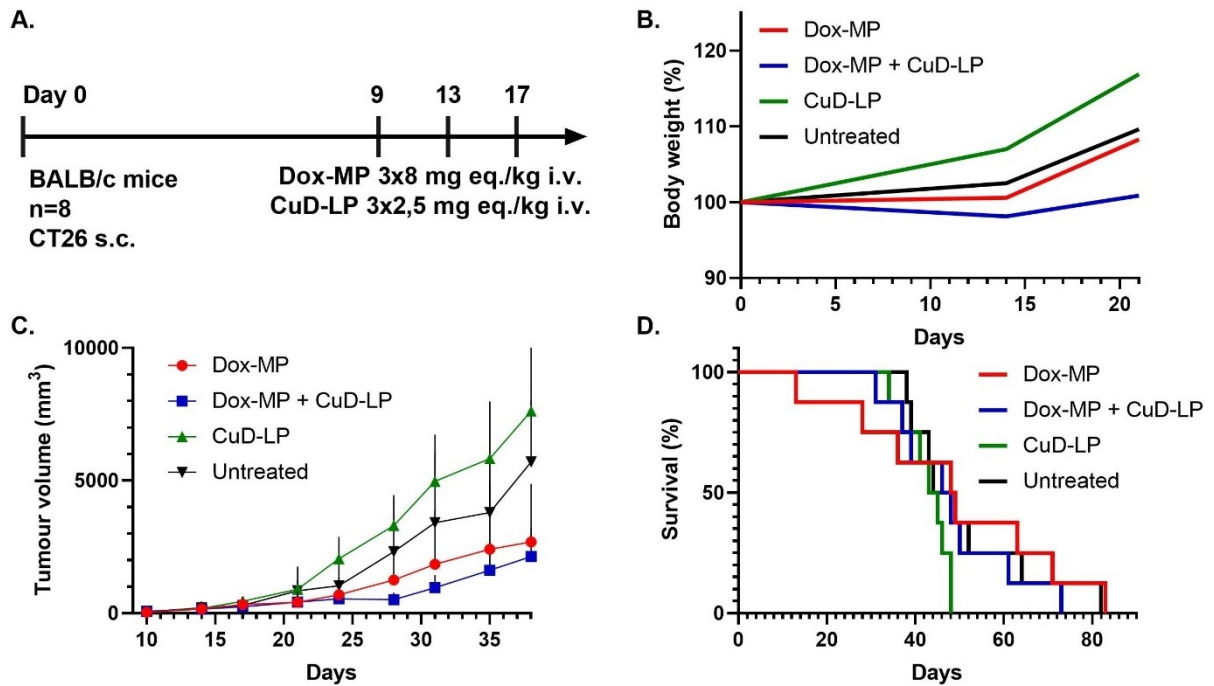 A.
Day 0
9
13
17
BALB/c mice
n=8
CT26 s.c.
Dox-MP 3x8 mg eq./kg i.v.
CuD-LP 3x2,5 mg eq./kg i.v.
B.
Dox-MP
Dox-MP + CuD-LP
CuD-LP
Untreated
Body weight (%)
120
110
100
90
0
5
10
15
20
Days
C.
Dox-MP
Dox-MP + CuD-LP
CuD-LP
Untreated
Tumour volume (mm³)
10000
5000
0
10
15
20
25
30
35
Days
D.
Dox-MP
Dox-MP + CuD-LP
CuD-LP
Untreated
Survival (%)
100
50
0
0
20
40
60
80
Days